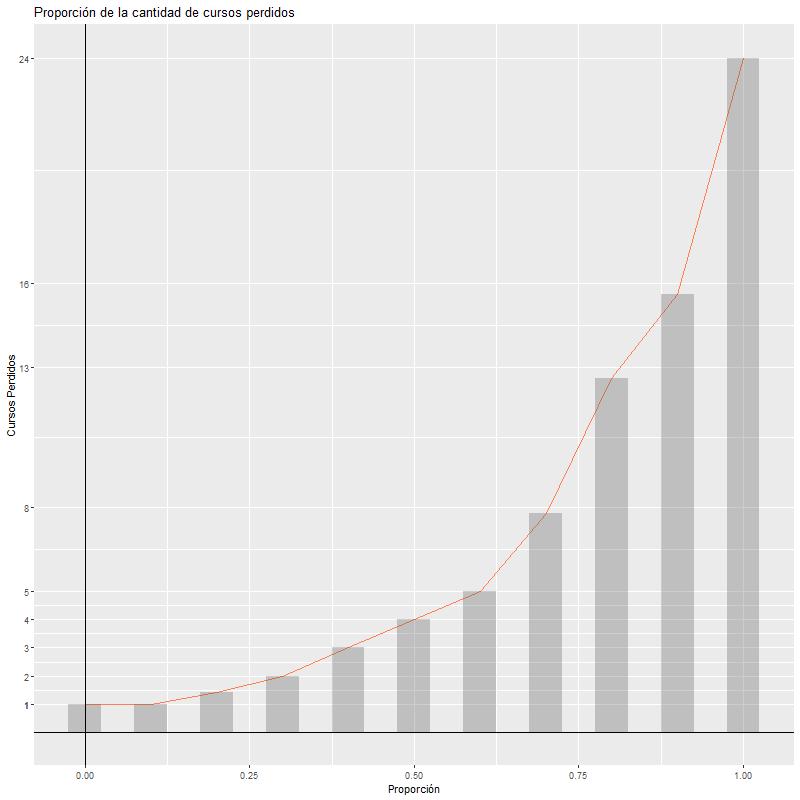 Proporción de la cantidad de cursos perdidos
24
16
13
8
5
4
3
2
1
Cursos Perdidos
0.00 0.25 0.50 0.75 1.00
Proporción